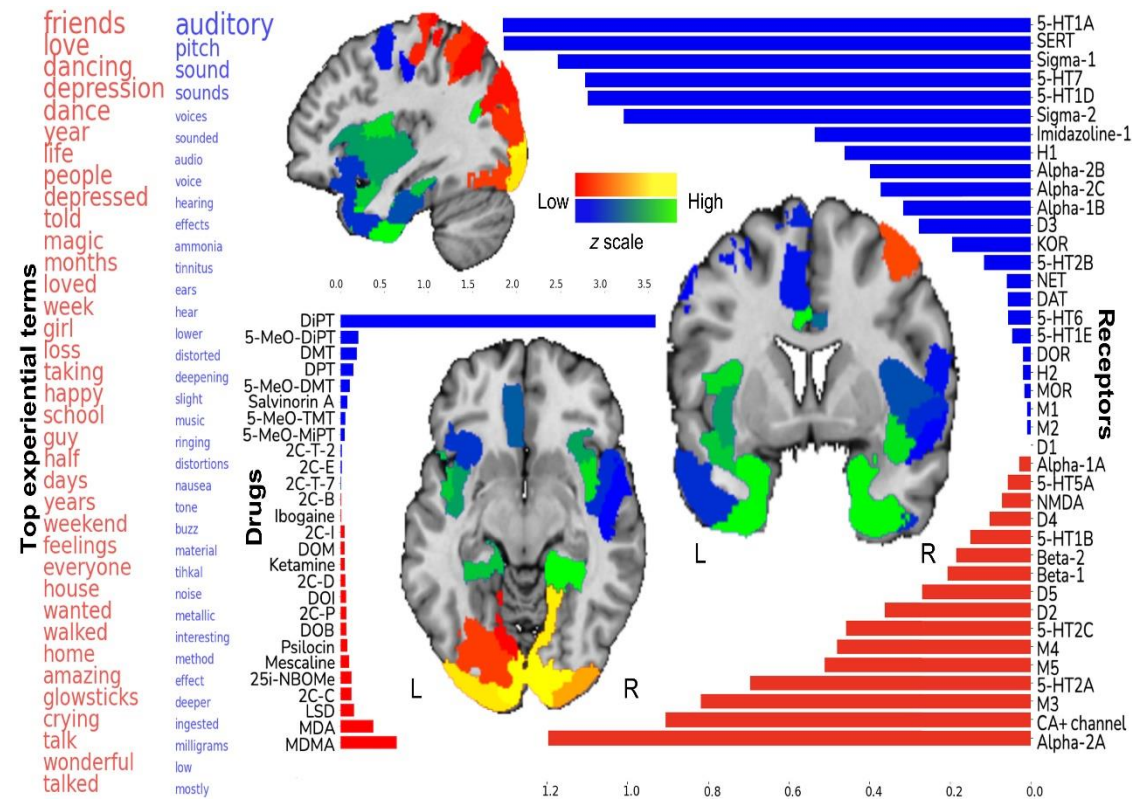 Top experiential terms
friends
love
dancing
depression
dance
year
life
people
depressed
told
magic
months
loved
week
girl
loss
taking
happy
school
guy
half
days
years
weekend
feelings
everyone
house
wanted
walked
home
amazing
glowsticks
crying
talk
wonderful
talked
auditory
pitch
sound
sounds
voices
sounded
audio
voice
hearing
effects
ammonia
tinnitus
ears
hear
lower
distorted
deepening
slight
music
ringing
distortions
nausea
tone
buzz
material
tihkal
noise
metallic
interesting
method
effect
deeper
ingested
milligrams
low
mostly
Low
High
z scale
0.0 0.5 1.0 1.5 2.0 2.5 3.0 3.5
Drugs
DiPT
5-MeO-DiPT
DMT
DPT
5-MeO-DMT
Salvinorin A
5-MeO-TMT
5-MeO-MiPT
2C-T-2
2C-E
2C-T-7
2C-B
Ibogaine
2C-I
DOM
Ketamine
2C-D
DOI
2C-P
DOB
Psilocin
Mescaline
25i-NBOMe
2C-C
LSD
MDA
MDMA
L
R
L
R
Receptors
5-HT1A
SERT
Sigma-1
5-HT7
5-HT1D
Sigma-2
Imidazoline-1
H1
Alpha-2B
Alpha-2C
Alpha-1B
D3
KOR
5-HT2B
NET
DAT
5-HT6
5-HT1E
DOR
H2
MOR
M1
M2
D1
Alpha-1A
5-HT5A
NMDA
D4
5-HT1B
Beta-2
Beta-1
D5
D2
5-HT2C
M4
M5
5-HT2A
M3
CA+ channel
Alpha-2A
1.2 1.0 0.8 0.6 0.4 0.2 0.0